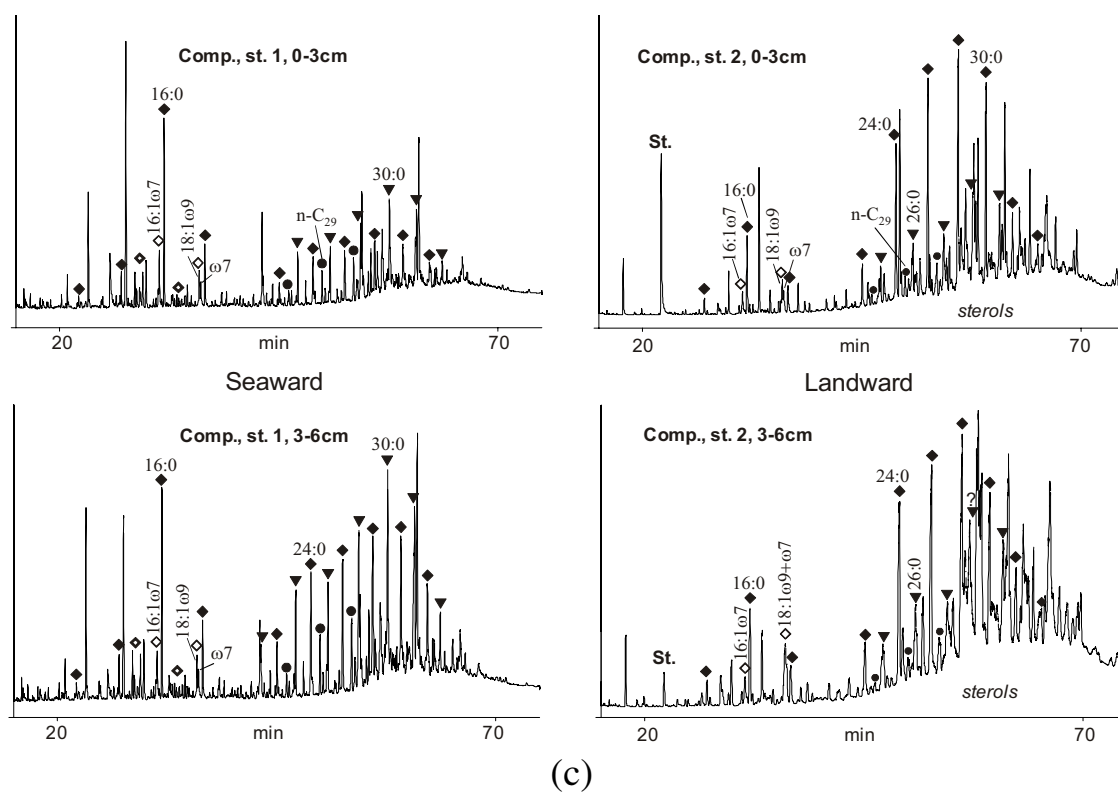 Comp., st. 1, 0-3cm
16:0
16:1ω7
18:1ω9
ω7
n-C29
30:0
20
min
70
Seaward
Comp., st. 2, 0-3cm
St.
16:1ω7
16:0
18:1ω9
ω7
24:0
n-C29
26:0
30:0
sterols
20
min
70
Landward
Comp., st. 1, 3-6cm
16:0
16:1ω7
18:1ω9
ω7
24:0
30:0
20
min
70
Comp., st. 2, 3-6cm
St.
16:1ω7
16:0
18:1ω9+ω7
24:0
26:0
?
sterols
20
min
70
(c)